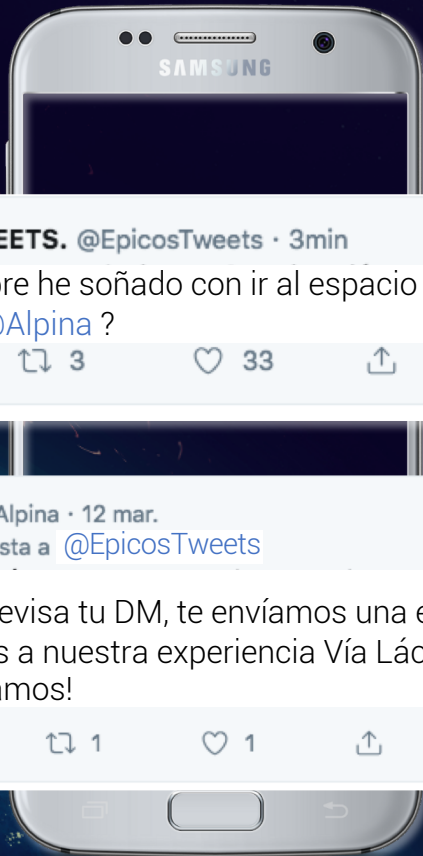 SAMSUNG
EETS. @EpicosTweets · 3min
re he soñado con ir al espacio
@Alpina ?
3 33
Alpina · 12 mar.
sta a @EpicosTweets
evisa tu DM, te envíamos una e
s a nuestra experiencia Vía Lác
amos!
1 1